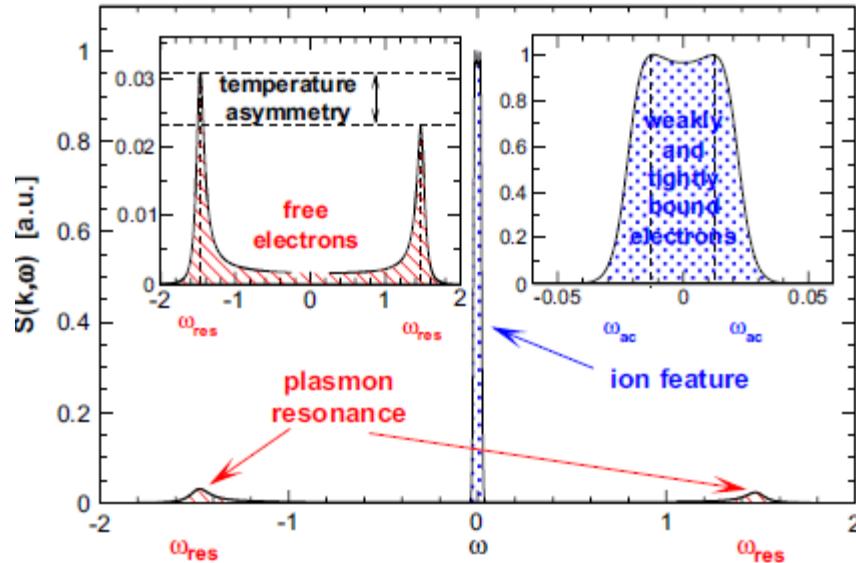 S(k,ω) [a.u.]
1
0.8
0.6
0.4
0.2
0
-2
-1
0
1
2
ω_res
ω
ω_res
0.03
0.02
0.01
0
-2
-1
0
1
2
ω_res
ω_res
temperature
asymmetry
free
electrons
1
0.8
0.6
0.4
0.2
0
-0.05
0
0.05
ω_ac
ω_ac
weakly
and
tightly
bound
electrons
plasmon
resonance
ion feature